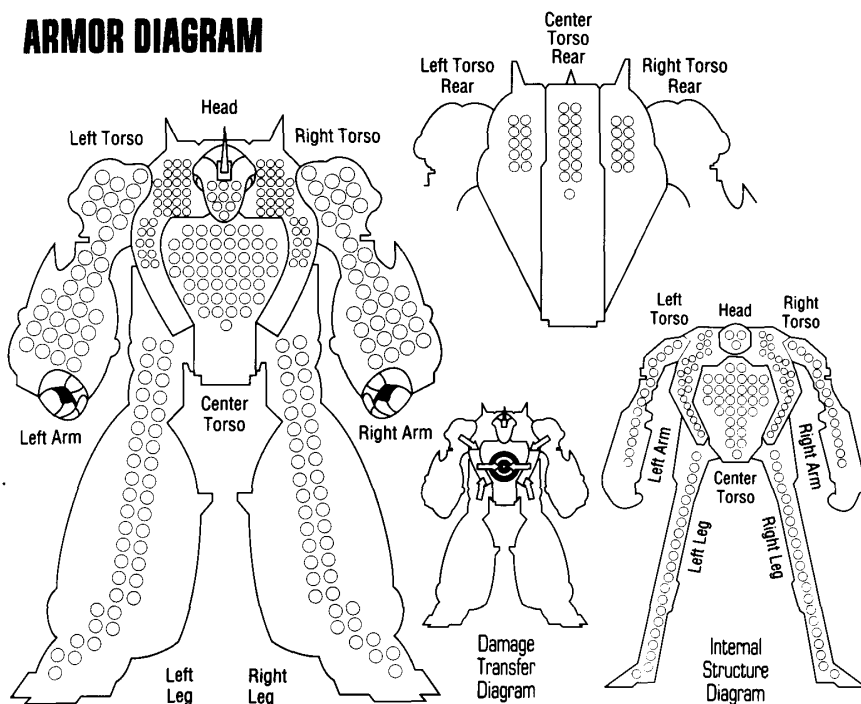 ARMOR DIAGRAM
Head
Left Torso
Right Torso
Left Arm
Center
Torso
Right Arm
Left
Leg
Right
Leg
Center
Torso
Rear
Left Torso
Rear
Right Torso
Rear
Damage
Transfer
Diagram
Left
Torso
Head
Right
Torso
Left Arm
Right Arm
Center
Torso
Left Leg
Right Leg
Internal
Structure
Diagram